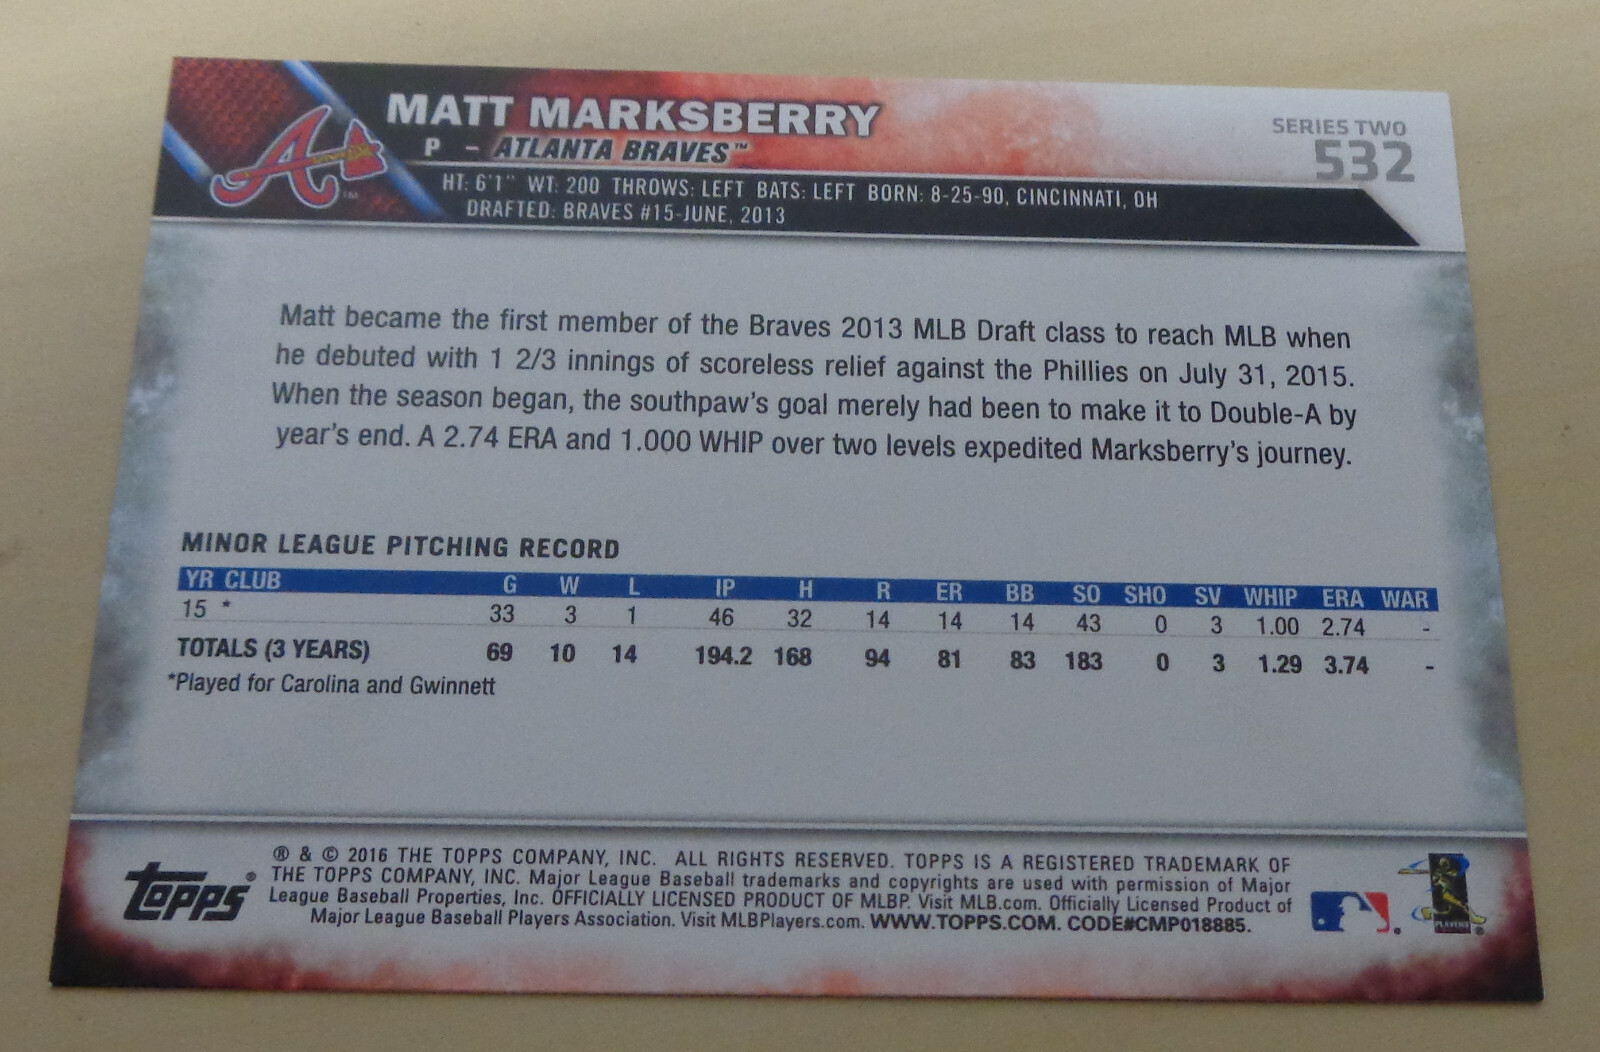 MATT MARKSBERRY
P - ATLANTA BRAVES™
SERIES TWO
532
HT: 6'1" WT: 200 THROWS: LEFT BATS: LEFT BORN: 8-25-90, CINCINNATI, OH
DRAFTED: BRAVES #15-JUNE, 2013
Matt became the first member of the Braves 2013 MLB Draft class to reach MLB when
he debuted with 1 2/3 innings of scoreless relief against the Phillies on July 31, 2015.
When the season began, the southpaw's goal merely had been to make it to Double-A by
year's end. A 2.74 ERA and 1.000 WHIP over two levels expedited Marksberry's journey.
MINOR LEAGUE PITCHING RECORD
YR CLUB G W L IP H R ER BB SO SHO SV WHIP ERA WAR
15 * 33 3 1 46 32 14 14 14 43 0 3 1.00 2.74 -
TOTALS (3 YEARS) 69 10 14 194.2 168 94 81 83 183 0 3 1.29 3.74 -
*Played for Carolina and Gwinnett
Topps®
® & © 2016 THE TOPPS COMPANY, INC. ALL RIGHTS RESERVED. TOPPS IS A REGISTERED TRADEMARK OF
THE TOPPS COMPANY, INC. Major League Baseball trademarks and copyrights are used with permission of Major
League Baseball Properties, Inc. OFFICIALLY LICENSED PRODUCT OF MLBP. Visit MLB.com. Officially Licensed Product of
Major League Baseball Players Association. Visit MLBPlayers.com. WWW.TOPPS.COM. CODE#CMP018885.
PLAYERS